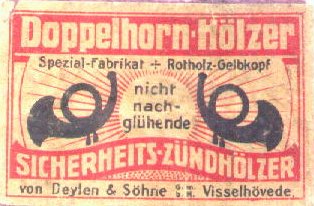 Doppelhorn-Hölzer
Spezial-Fabrikat ÷ Rotholz-Gelbkopf
nicht
nach-
glühende
SICHERHEITS-ZÜNDHÖLZER
von Deylen & Söhne G.m.b.H. Visselhövede.